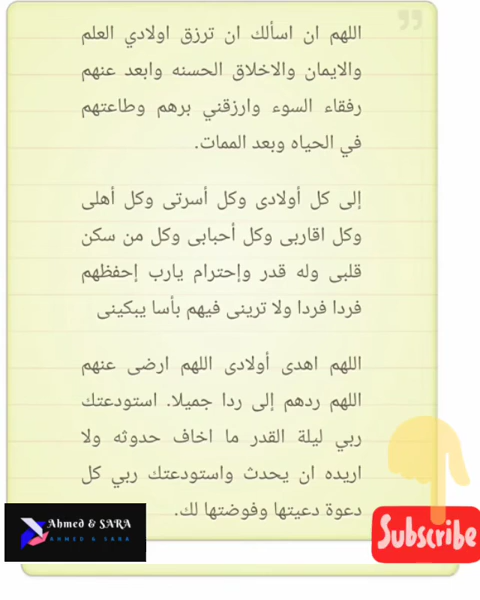 اللهم ان اسألك ان ترزق اولادي العلم
والايمان والاخلاق الحسنه وابعد عنهم
رفقاء السوء وارزقني برهم وطاعتهم
في الحياه وبعد الممات.
إلى كل أولادى وكل أسرتى وكل أهلى
وكل اقاربى وكل أحبابى وكل من سكن
قلبى وله قدر وإحترام يارب إحفظهم
فردا فردا ولا ترينى فيهم بأسا يبكينى
اللهم اهدى أولادى اللهم ارضى عنهم
اللهم ردهم إلى ردا جميلا. استودعتك
ربي ليلة القدر ما اخاف حدوثه ولا
اريده ان يحدث واستودعتك ربي كل
دعوة دعيتها وفوضتها لك.
Ahmed & SARA
AHMED & SARA
Subscribe